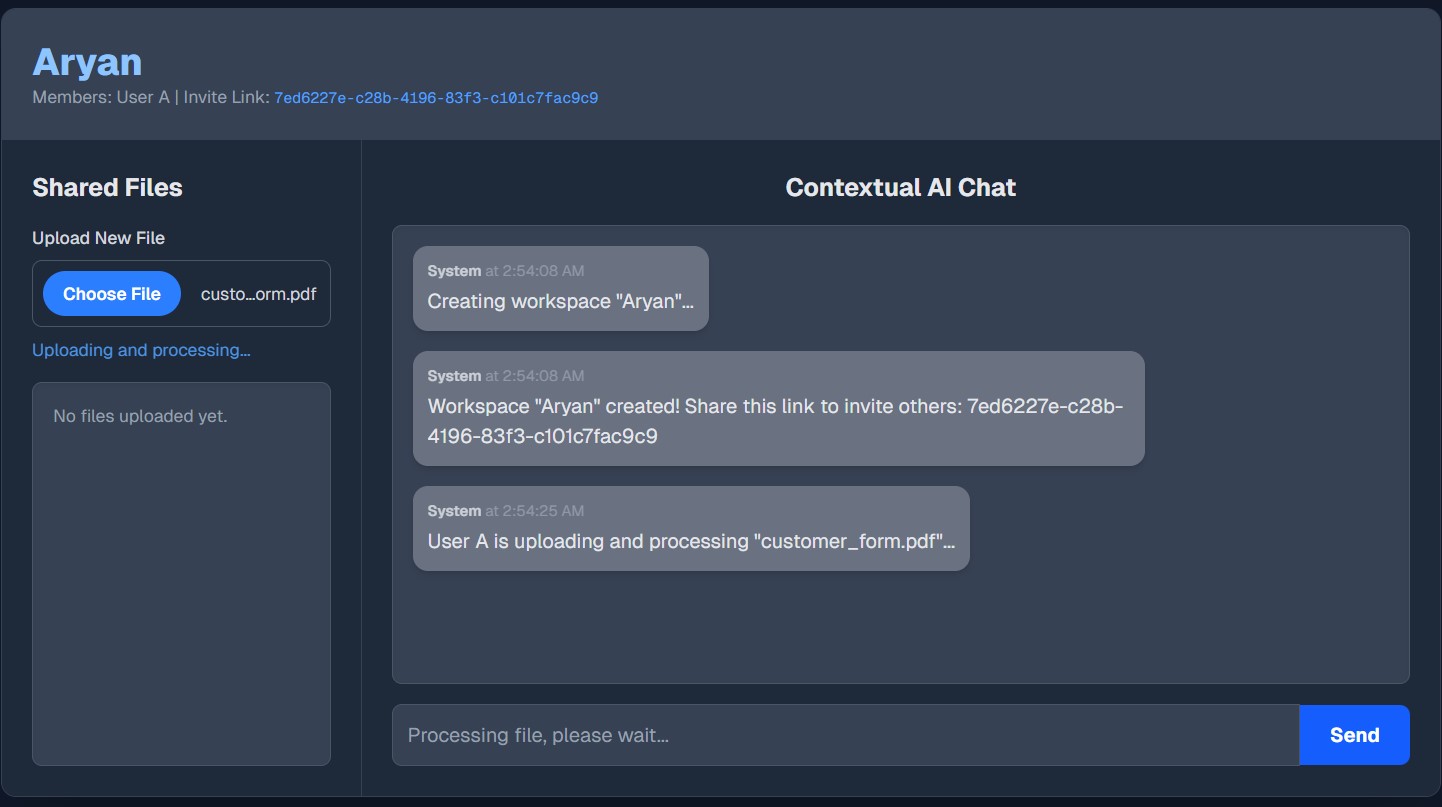 Aryan
Members: User A | Invite Link: 7ed6227e-c28b-4196-83f3-c101c7fac9c9
Shared Files
Upload New File
Choose File custo...orm.pdf
Uploading and processing...
No files uploaded yet.
Contextual AI Chat
System at 2:54:08 AM
Creating workspace "Aryan"...
System at 2:54:08 AM
Workspace "Aryan" created! Share this link to invite others: 7ed6227e-c28b-
4196-83f3-c101c7fac9c9
System at 2:54:25 AM
User A is uploading and processing "customer_form.pdf"...
Processing file, please wait...
Send